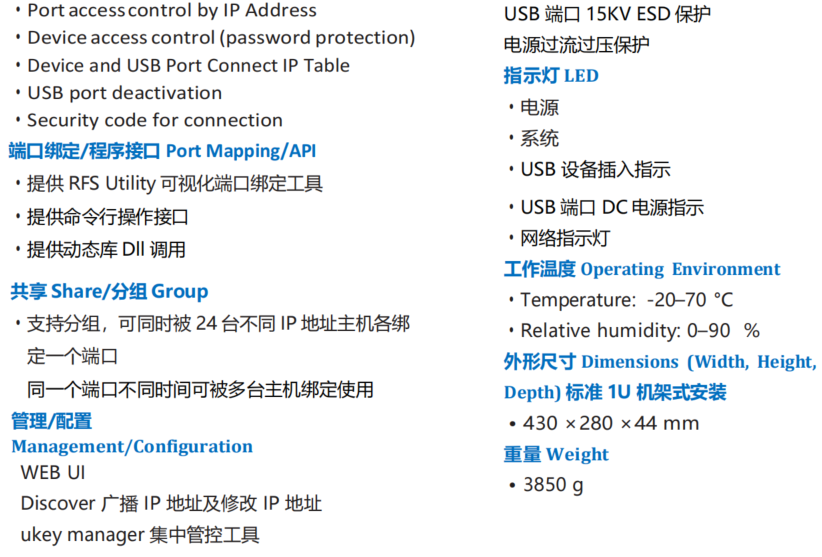 • Port access control by IP Address
• Device access control (password protection)
• Device and USB Port Connect IP Table
• USB port deactivation
• Security code for connection
端口绑定/程序接口 Port Mapping/API
• 提供 RFS Utility 可视化端口绑定工具
• 提供命令行操作接口
• 提供动态库 Dll 调用
共享 Share/分组 Group
• 支持分组，可同时被 24 台不同 IP 地址主机各绑
定一个端口
同一个端口不同时间可被多台主机绑定使用
管理/配置
Management/Configuration
WEB UI
Discover 广播 IP 地址及修改 IP 地址
ukey manager 集中管控工具
USB 端口 15KV ESD 保护
电源过流过压保护
指示灯 LED
• 电源
• 系统
• USB 设备插入指示
• USB 端口 DC 电源指示
• 网络指示灯
工作温度 Operating Environment
• Temperature: -20–70 °C
• Relative humidity: 0–90 %
外形尺寸 Dimensions (Width, Height,
Depth) 标准 1U 机架式安装
• 430 ×280 ×44 mm
重量 Weight
• 3850 g